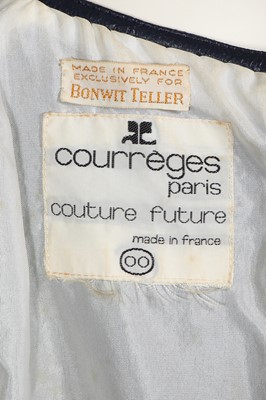 MADE IN FRANCE
EXCLUSIVELY FOR
BONWIT TELLER
courrèges
paris
couture future
made in france
00